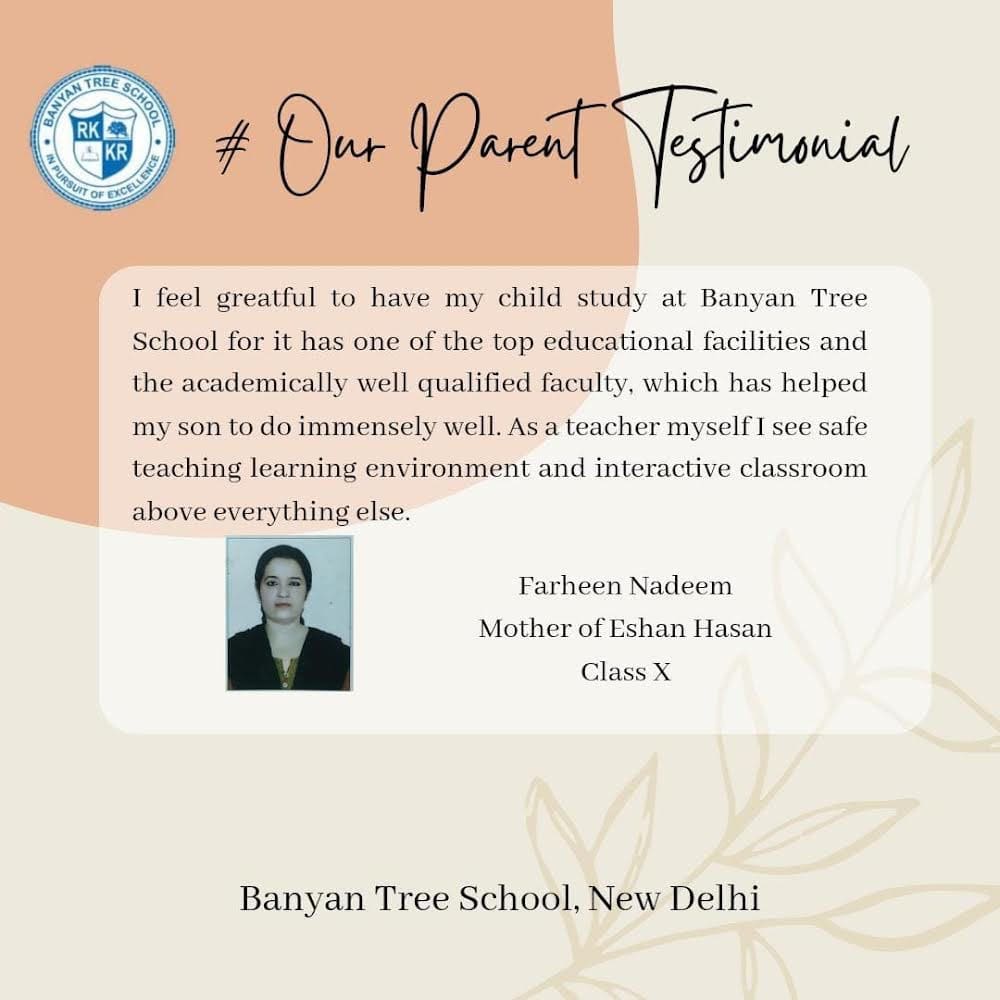 BANYAN TREE SCHOOL
RK
KR
IN PURSUIT OF EXCELLENCE
# Our Parent Testimonial
I feel greatful to have my child study at Banyan Tree
School for it has one of the top educational facilities and
the academically well qualified faculty, which has helped
my son to do immensely well. As a teacher myself I see safe
teaching learning environment and interactive classroom
above everything else.
Farheen Nadeem
Mother of Eshan Hasan
Class X
Banyan Tree School, New Delhi